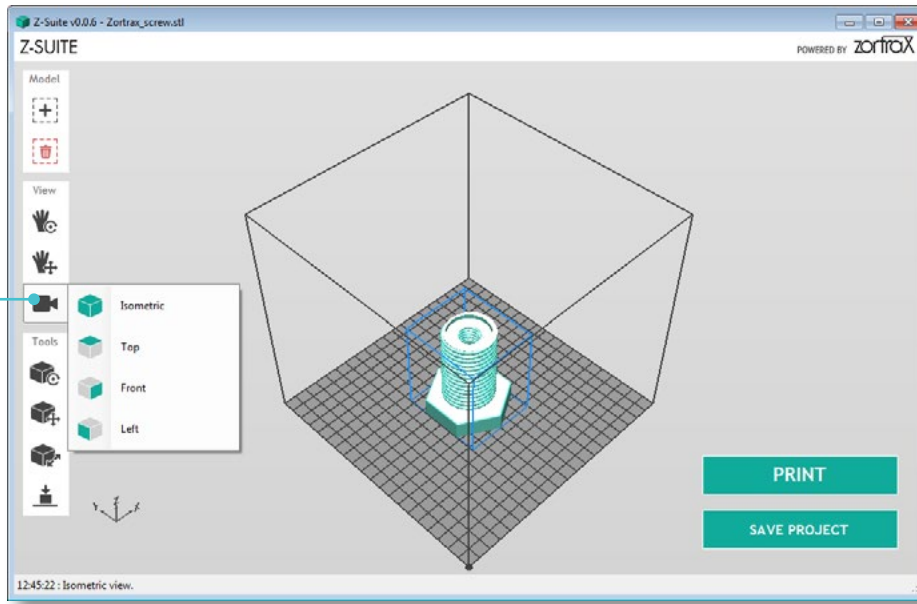 Z-Suite v0.0.6 - Zortrax_screw.stl
Z-SUITE
POWERED BY zortrax
Model
View
Isometric
Top
Front
Left
Tools
PRINT
SAVE PROJECT
12:45:22 : Isometric view.